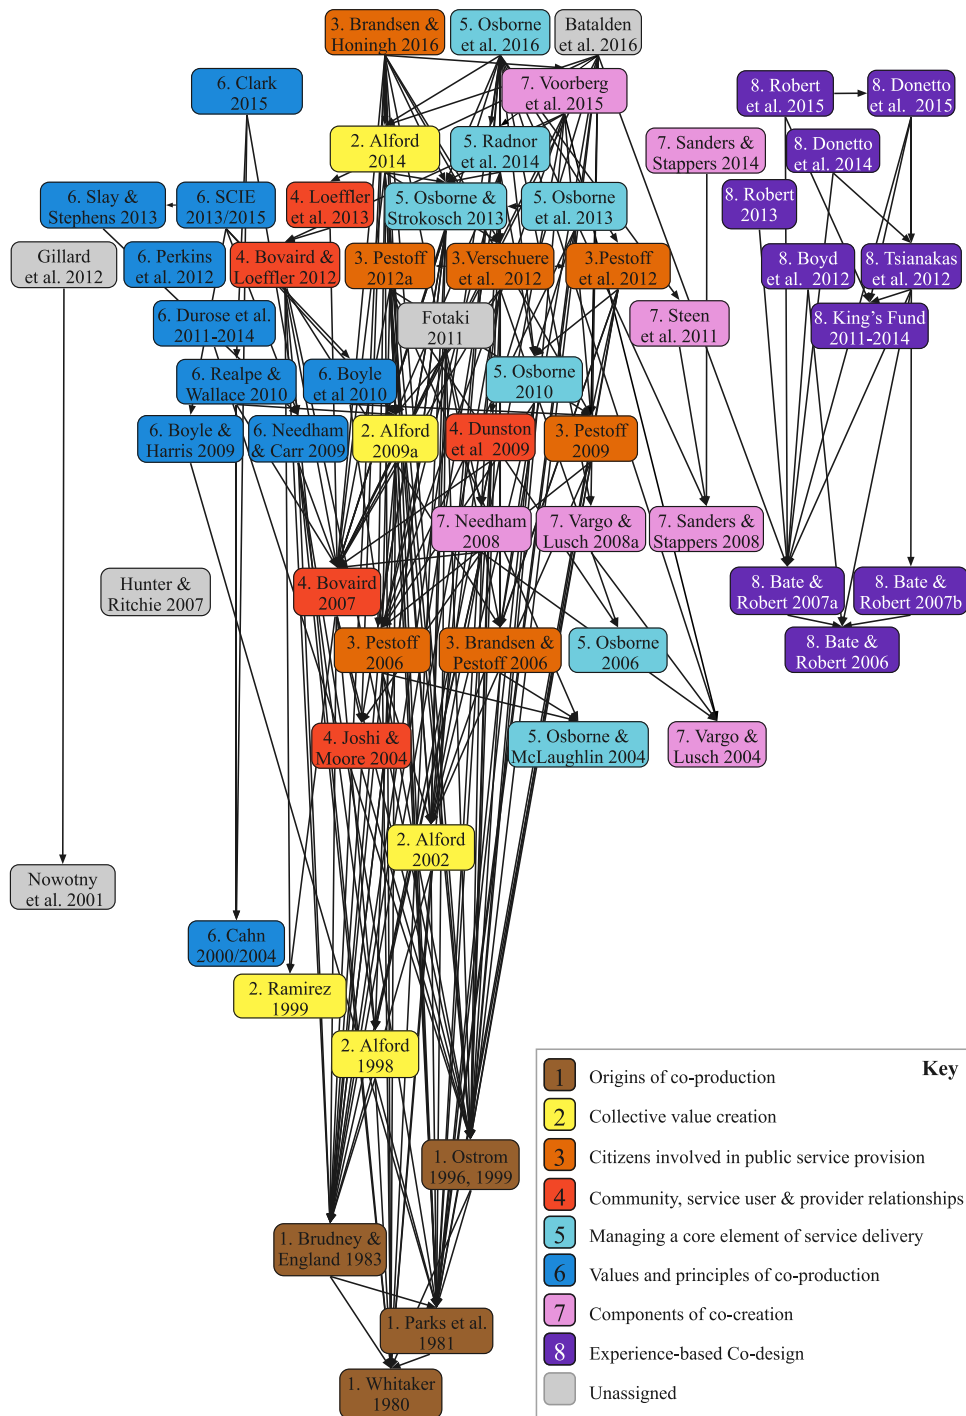 3. Brandsen &
Honingh 2016
5. Osborne
et al. 2016
Batalden
et al. 2016
6. Clark
2015
7. Voorberg
et al. 2015
8. Robert
et al. 2015
8. Donetto
et al. 2015
2. Alford
2014
5. Radnor
et al. 2014
7. Sanders &
Stappers 2014
8. Donetto
et al. 2014
6. Slay &
Stephens 2013
6. SCIE
2013/2015
4. Loeffler
et al. 2013
5. Osborne &
Strokosch 2013
5. Osborne
et al. 2013
8. Robert
2013
Gillard
et al. 2012
6. Perkins
et al. 2012
4. Bovaird &
Loeffler 2012
3. Pestoff
2012a
3.Verschuere
et al. 2012
3.Pestoff
et al. 2012
8. Boyd
et al. 2012
8. Tsianakas
et al. 2012
6. Durose et al.
2011-2014
Fotaki
2011
7. Steen
et al. 2011
8. King's Fund
2011-2014
6. Realpe &
Wallace 2010
6. Boyle
et al 2010
5. Osborne
2010
6. Boyle &
Harris 2009
6. Needham
& Carr 2009
2. Alford
2009a
4. Dunston
et al 2009
3. Pestoff
2009
7. Needham
2008
7. Vargo &
Lusch 2008a
7. Sanders &
Stappers 2008
Hunter &
Ritchie 2007
4. Bovaird
2007
8. Bate &
Robert 2007a
8. Bate &
Robert 2007b
3. Pestoff
2006
3. Brandsen &
Pestoff 2006
5. Osborne
2006
8. Bate &
Robert 2006
4. Joshi &
Moore 2004
5. Osborne &
McLaughlin 2004
7. Vargo &
Lusch 2004
2. Alford
2002
Nowotny
et al. 2001
6. Cahn
2000/2004
2. Ramirez
1999
2. Alford
1998
1. Ostrom
1996, 1999
1. Brudney &
England 1983
1. Parks et al.
1981
1. Whitaker
1980
Key
1 Origins of co-production
2 Collective value creation
3 Citizens involved in public service provision
4 Community, service user & provider relationships
5 Managing a core element of service delivery
6 Values and principles of co-production
7 Components of co-creation
8 Experience-based Co-design
Unassigned